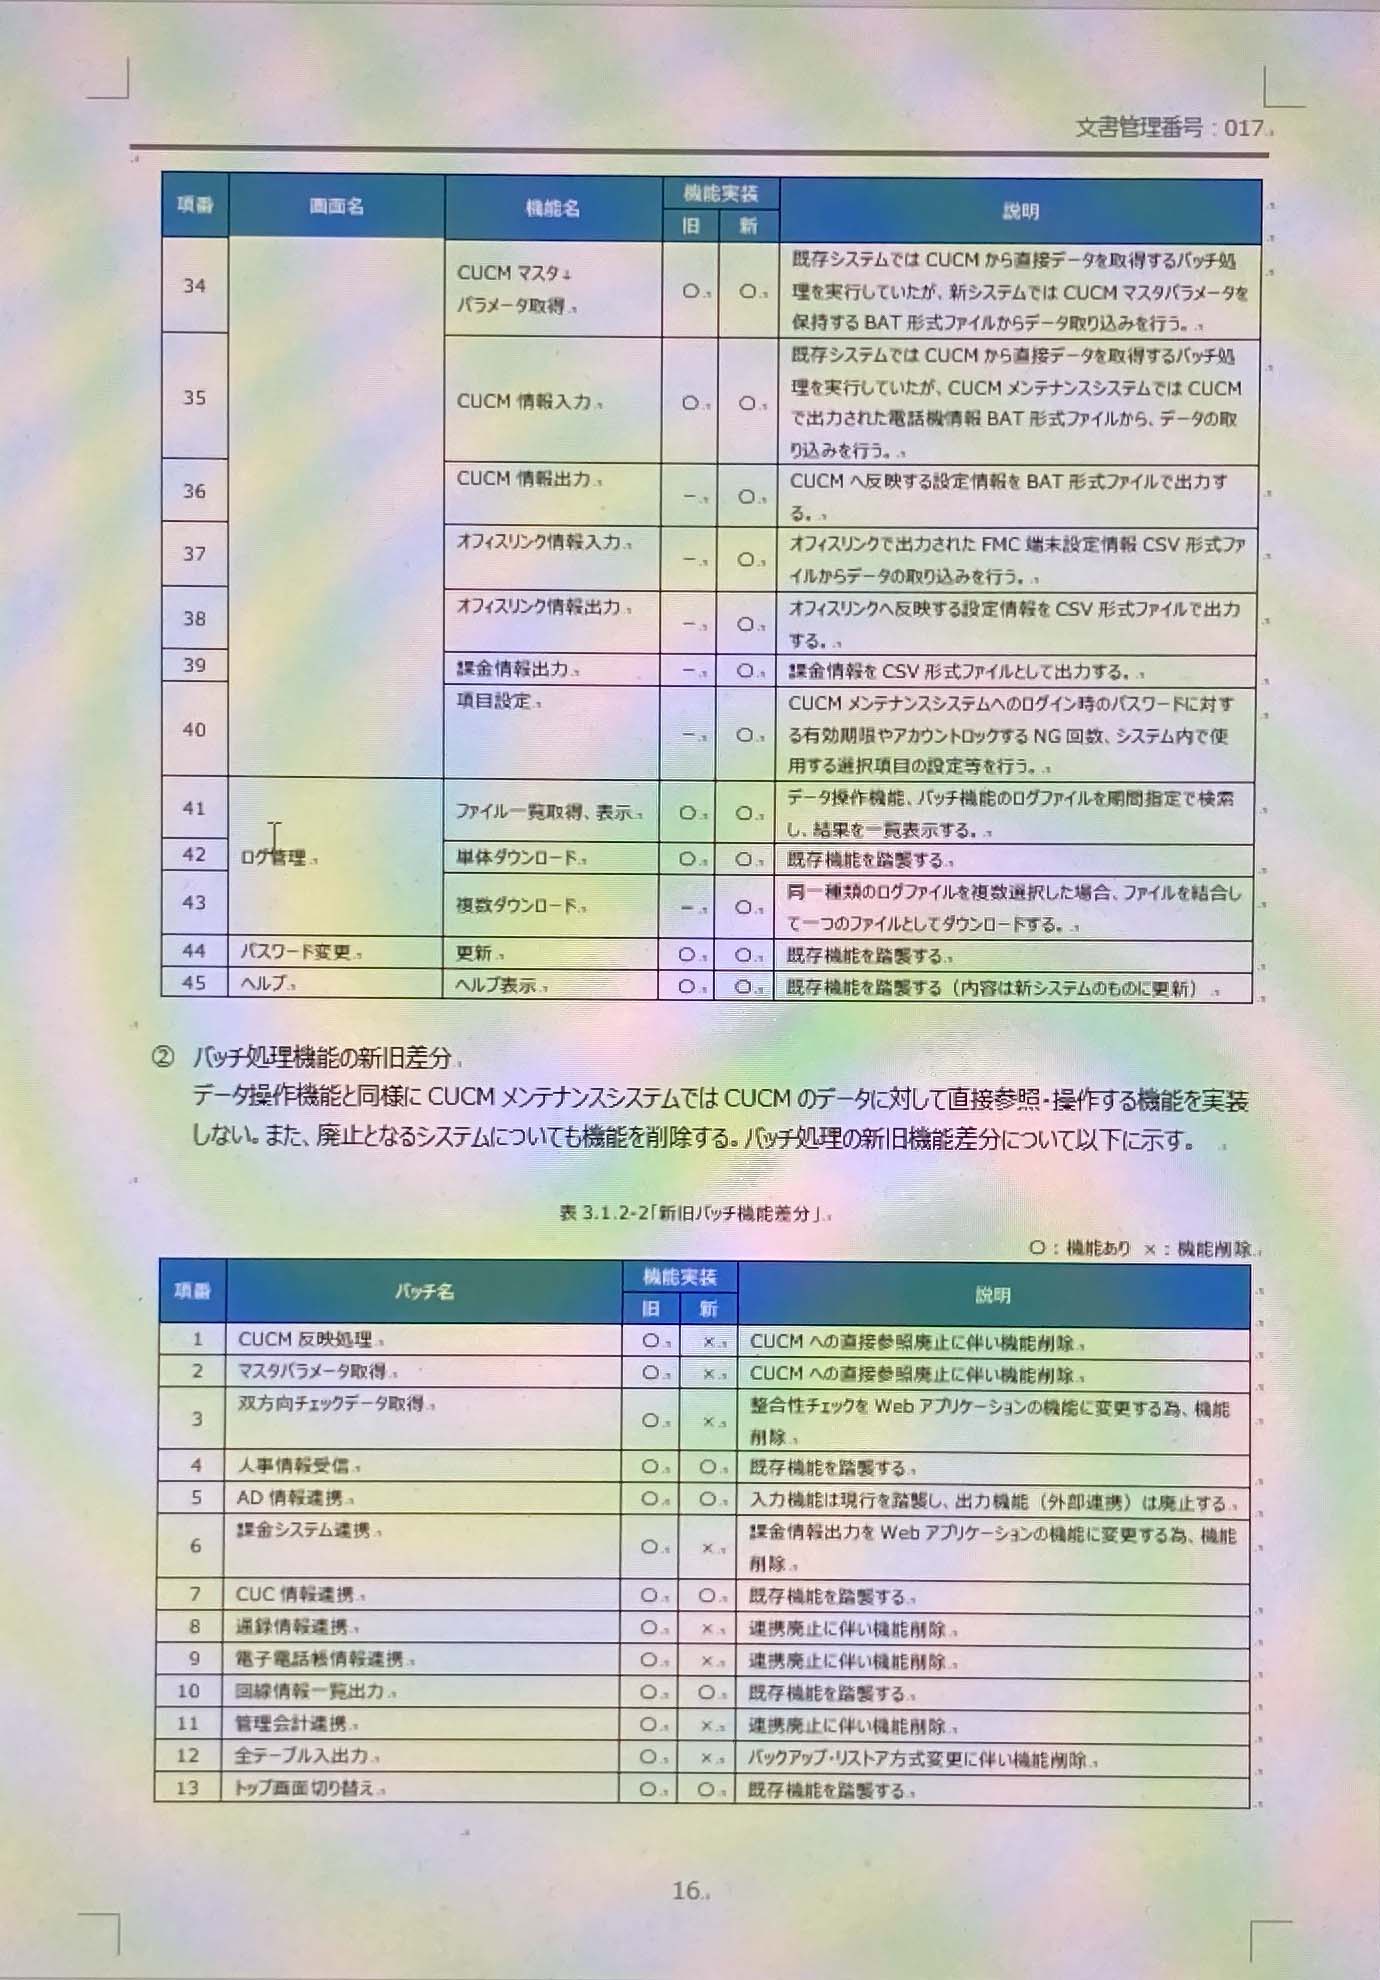 文書管理番号：017
項番 画面名 機能名 機能実装 説明
旧 新
34 CUCM マスタ↓
パラメータ取得 ○ ○ 既存システムでは CUCM から直接データを取得するバッチ処
理を実行していたが、新システムでは CUCM マスタパラメータを
保持する BAT 形式ファイルからデータ取り込みを行う。
35 CUCM 情報入力 ○ ○ 既存システムでは CUCM から直接データを取得するバッチ処
理を実行していたが、CUCM メンテナンスシステムでは CUCM
で出力された電話機情報 BAT 形式ファイルから、データの取
り込みを行う。
36 CUCM 情報出力 － ○ CUCM へ反映する設定情報を BAT 形式ファイルで出力す
る。
37 オフィスリンク情報入力 － ○ オフィスリンクで出力された FMC 端末設定情報 CSV 形式ファ
イルからデータの取り込みを行う。
38 オフィスリンク情報出力 － ○ オフィスリンクへ反映する設定情報を CSV 形式ファイルで出力
する。
39 課金情報出力 － ○ 課金情報を CSV 形式ファイルとして出力する。
40 項目設定 － ○ CUCM メンテナンスシステムへのログイン時のパスワードに対す
る有効期限やアカウントロックする NG 回数、システム内で使
用する選択項目の設定等を行う。
41 ファイル一覧取得、表示 ○ ○ データ操作機能、バッチ機能のログファイルを期間指定で検索
し、結果を一覧表示する。
42 ログ管理 単体ダウンロード ○ ○ 既存機能を踏襲する
43 複数ダウンロード － ○ 同一種類のログファイルを複数選択した場合、ファイルを結合し
て一つのファイルとしてダウンロードする。
44 パスワード変更 更新 ○ ○ 既存機能を踏襲する
45 ヘルプ ヘルプ表示 ○ ○ 既存機能を踏襲する（内容は新システムのものに更新）
② バッチ処理機能の新旧差分
データ操作機能と同様に CUCM メンテナンスシステムでは CUCM のデータに対して直接参照・操作する機能を実装
しない。また、廃止となるシステムについても機能を削除する。バッチ処理の新旧機能差分について以下に示す。
表 3.1.2-2「新旧バッチ機能差分」
○：機能あり ×：機能削除
項番 バッチ名 機能実装 説明
旧 新
1 CUCM 反映処理 ○ × CUCM への直接参照廃止に伴い機能削除
2 マスタパラメータ取得 ○ × CUCM への直接参照廃止に伴い機能削除
3 双方向チェックデータ取得 ○ × 整合性チェックを Web アプリケーションの機能に変更する為、機能
削除
4 人事情報受信 ○ ○ 既存機能を踏襲する
5 AD 情報連携 ○ ○ 入力機能は現行を踏襲し、出力機能（外部連携）は廃止する
6 課金システム連携 ○ × 課金情報出力を Web アプリケーションの機能に変更する為、機能
削除
7 CUC 情報連携 ○ ○ 既存機能を踏襲する
8 通録情報連携 ○ × 連携廃止に伴い機能削除
9 電子電話帳情報連携 ○ × 連携廃止に伴い機能削除
10 回線情報一覧出力 ○ ○ 既存機能を踏襲する
11 管理会計連携 ○ × 連携廃止に伴い機能削除
12 全テーブル入出力 ○ × バックアップ・リストア方式変更に伴い機能削除
13 トップ画面切り替え ○ ○ 既存機能を踏襲する
16